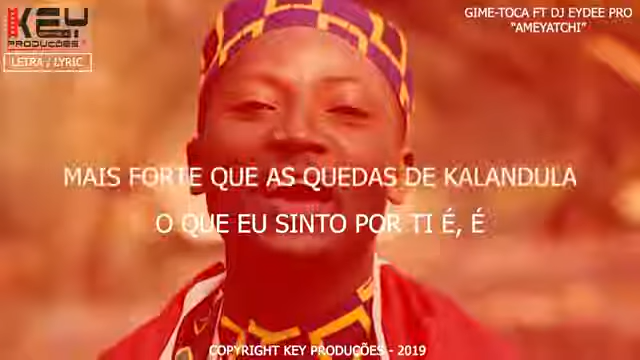 KEY
PRODUÇÕES
LETRA / LYRIC
GIME-TOCA FT DJ EYDEE PRO
"AMEYATCHI"
MAIS FORTE QUE AS QUEDAS DE KALANDULA
O QUE EU SINTO POR TI É, É
COPYRIGHT KEY PRODUÇÕES - 2019